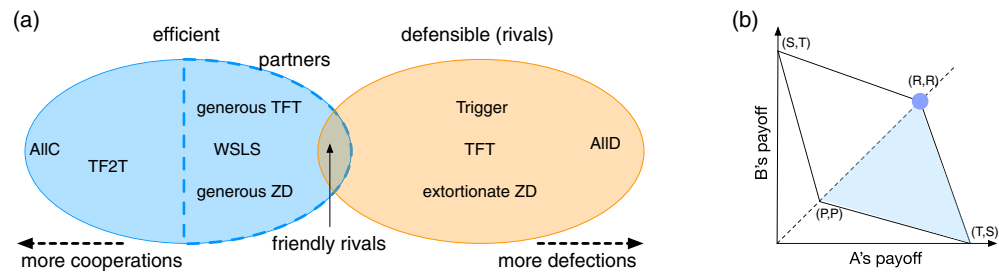 (a)
efficient
defensible (rivals)
partners
generous TFT
Trigger
AllC
TF2T
WSLS
TFT
AllD
generous ZD
extortionate ZD
friendly rivals
more cooperations
more defections
(b)
(S,T)
(R,R)
B's payoff
(P,P)
(T,S)
A's payoff